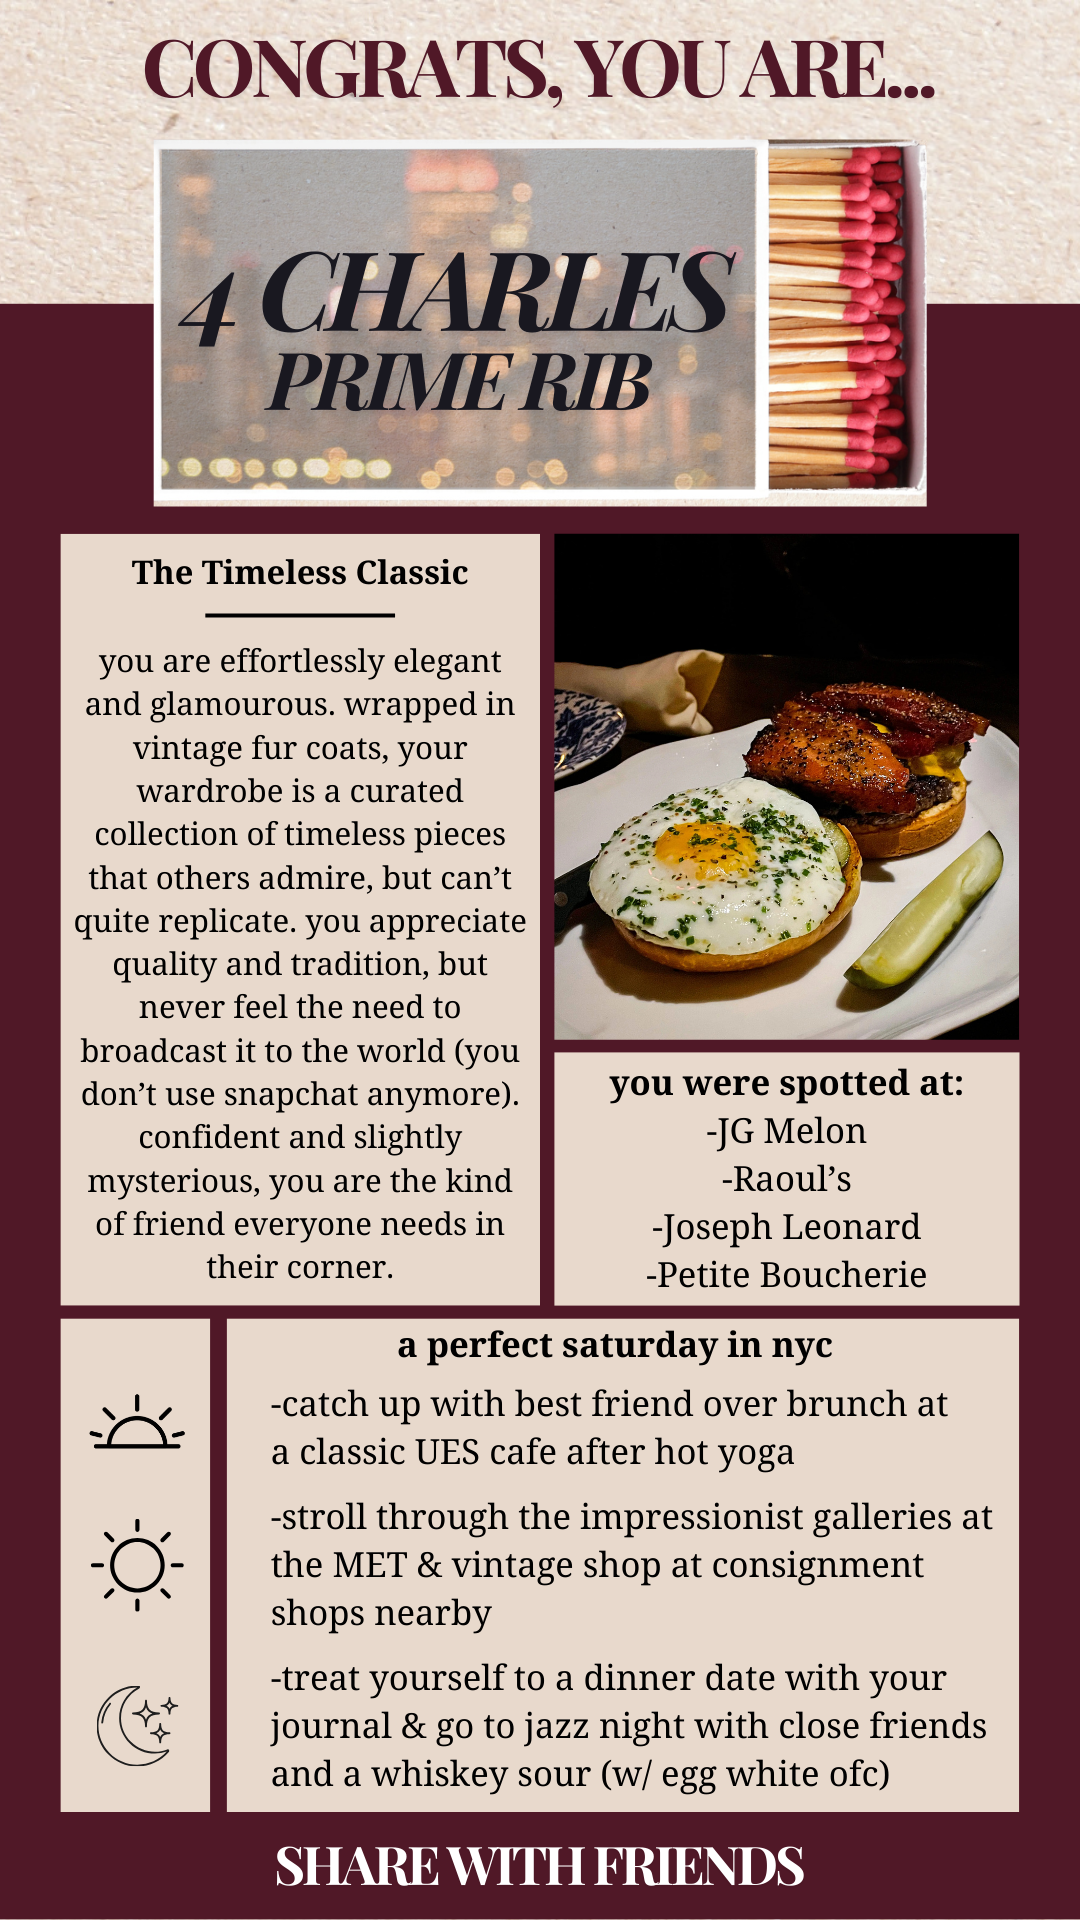 CONGRATS, YOU ARE...
4 CHARLES
PRIME RIB
The Timeless Classic
you are effortlessly elegant
and glamourous. wrapped in
vintage fur coats, your
wardrobe is a curated
collection of timeless pieces
that others admire, but can’t
quite replicate. you appreciate
quality and tradition, but
never feel the need to
broadcast it to the world (you
don’t use snapchat anymore).
confident and slightly
mysterious, you are the kind
of friend everyone needs in
their corner.
you were spotted at:
-JG Melon
-Raoul’s
-Joseph Leonard
-Petite Boucherie
a perfect saturday in nyc
-catch up with best friend over brunch at
a classic UES cafe after hot yoga
-stroll through the impressionist galleries at
the MET & vintage shop at consignment
shops nearby
-treat yourself to a dinner date with your
journal & go to jazz night with close friends
and a whiskey sour (w/ egg white ofc)
SHARE WITH FRIENDS